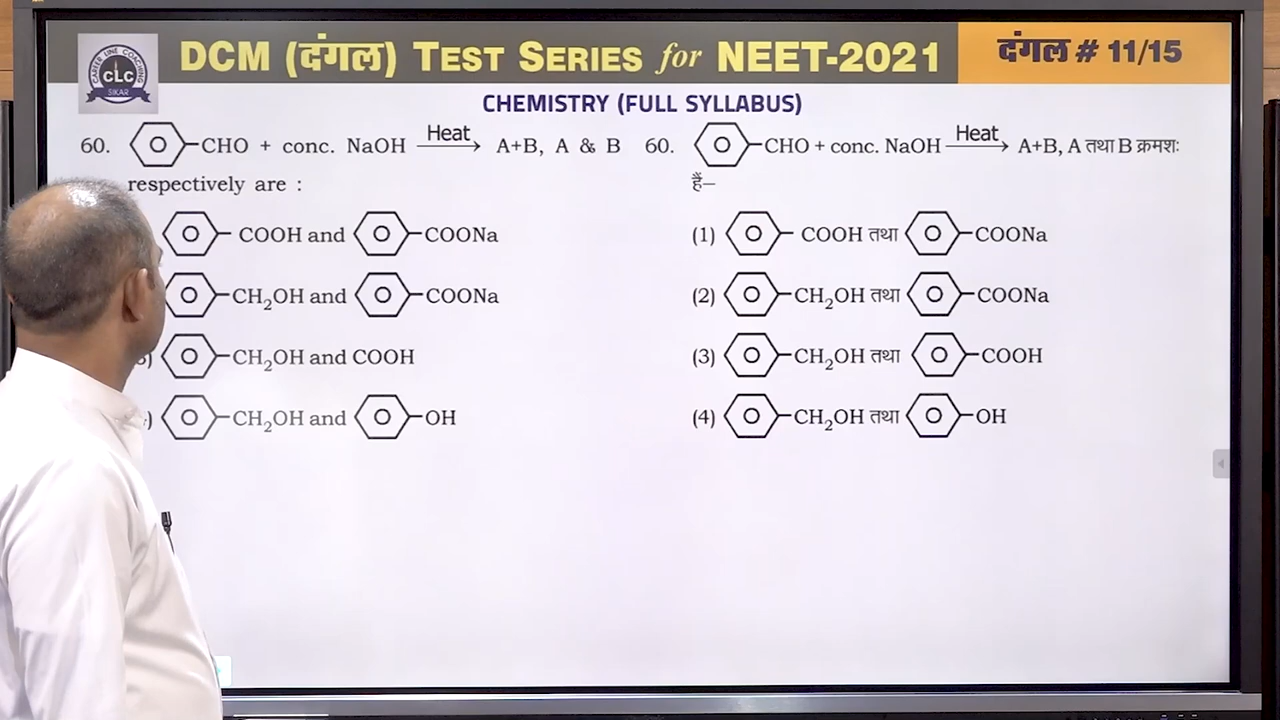 CAREER LINE COACHING
CLC
SIKAR
DCM (दंगल) TEST SERIES for NEET-2021
दंगल # 11/15
CHEMISTRY (FULL SYLLABUS)
60. CHO + conc. NaOH Heat A+B, A & B
respectively are :
COOH and COONa
CH₂OH and COONa
) CH₂OH and COOH
) CH₂OH and OH
60. CHO + conc. NaOH Heat A+B, A तथा B क्रमशः
हैं–
(1) COOH तथा COONa
(2) CH₂OH तथा COONa
(3) CH₂OH तथा COOH
(4) CH₂OH तथा OH